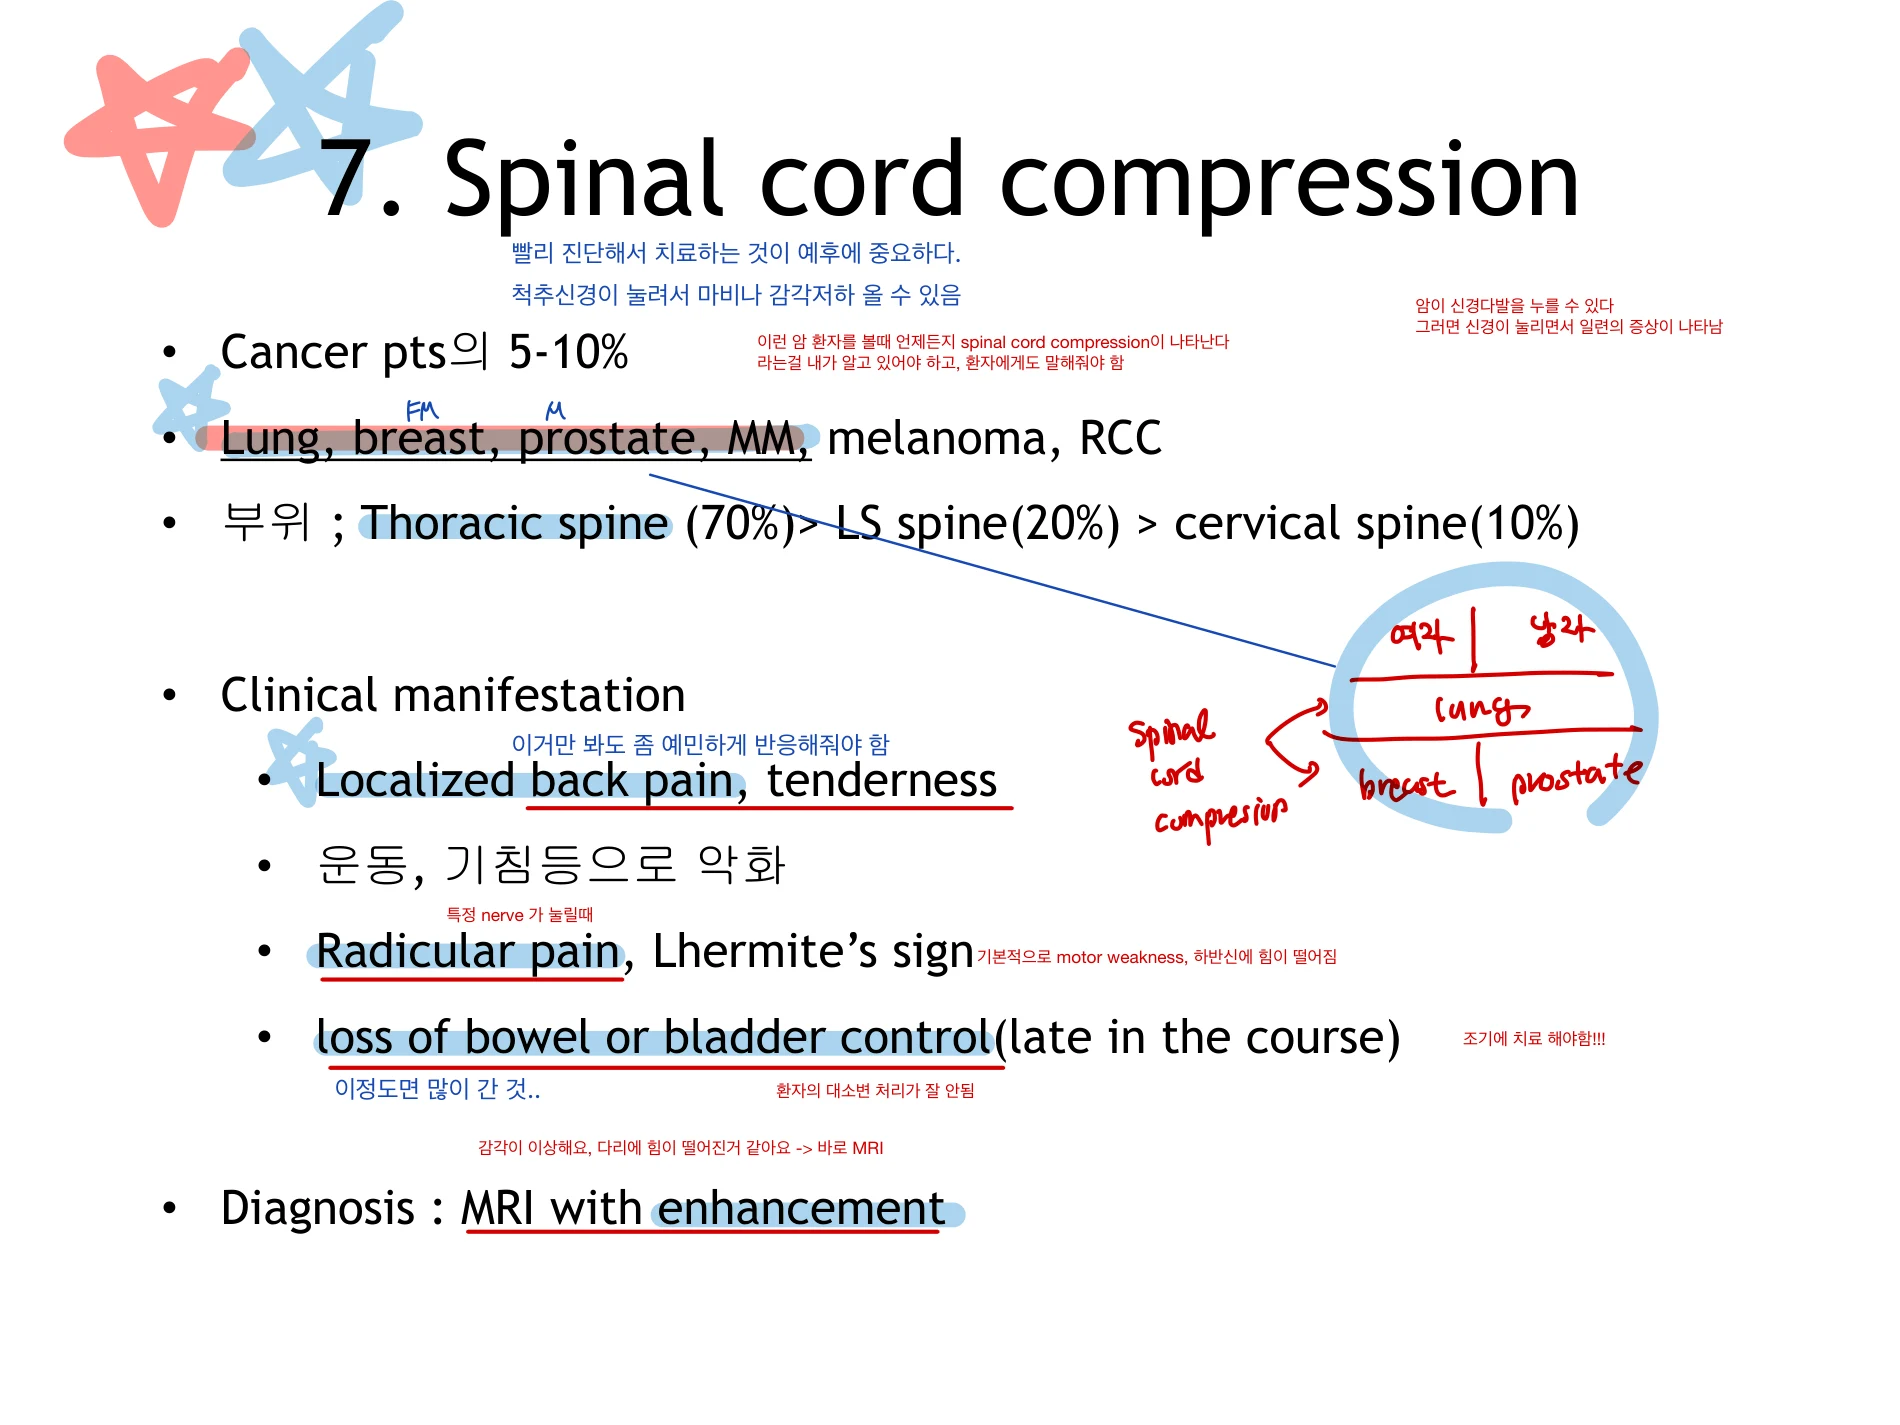 7. Spinal cord compression
빨리 진단해서 치료하는 것이 예후에 중요하다.
척추신경이 눌려서 마비나 감각저하 올 수 있음
암이 신경다발을 누를 수 있다
그러면 신경이 눌리면서 일련의 증상이 나타남
• Cancer pts의 5-10%
이런 암 환자를 볼때 언제든지 spinal cord compression이 나타난다
라는걸 내가 알고 있어야 하고, 환자에게도 말해줘야 함
FM
M
• Lung, breast, prostate, MM, melanoma, RCC
• 부위 ; Thoracic spine (70%)> LS spine(20%) > cervical spine(10%)
여자 남자
lung
breast prostate
Spinal
cord
compresion
• Clinical manifestation
이거만 봐도 좀 예민하게 반응해줘야 함
• Localized back pain, tenderness
• 운동, 기침등으로 악화
특정 nerve 가 눌릴때
• Radicular pain, Lhermite’s sign
기본적으로 motor weakness, 하반신에 힘이 떨어짐
• loss of bowel or bladder control(late in the course)
조기에 치료 해야함!!!
이정도면 많이 간 것..
환자의 대소변 처리가 잘 안됨
감각이 이상해요, 다리에 힘이 떨어진거 같아요 -> 바로 MRI
• Diagnosis : MRI with enhancement